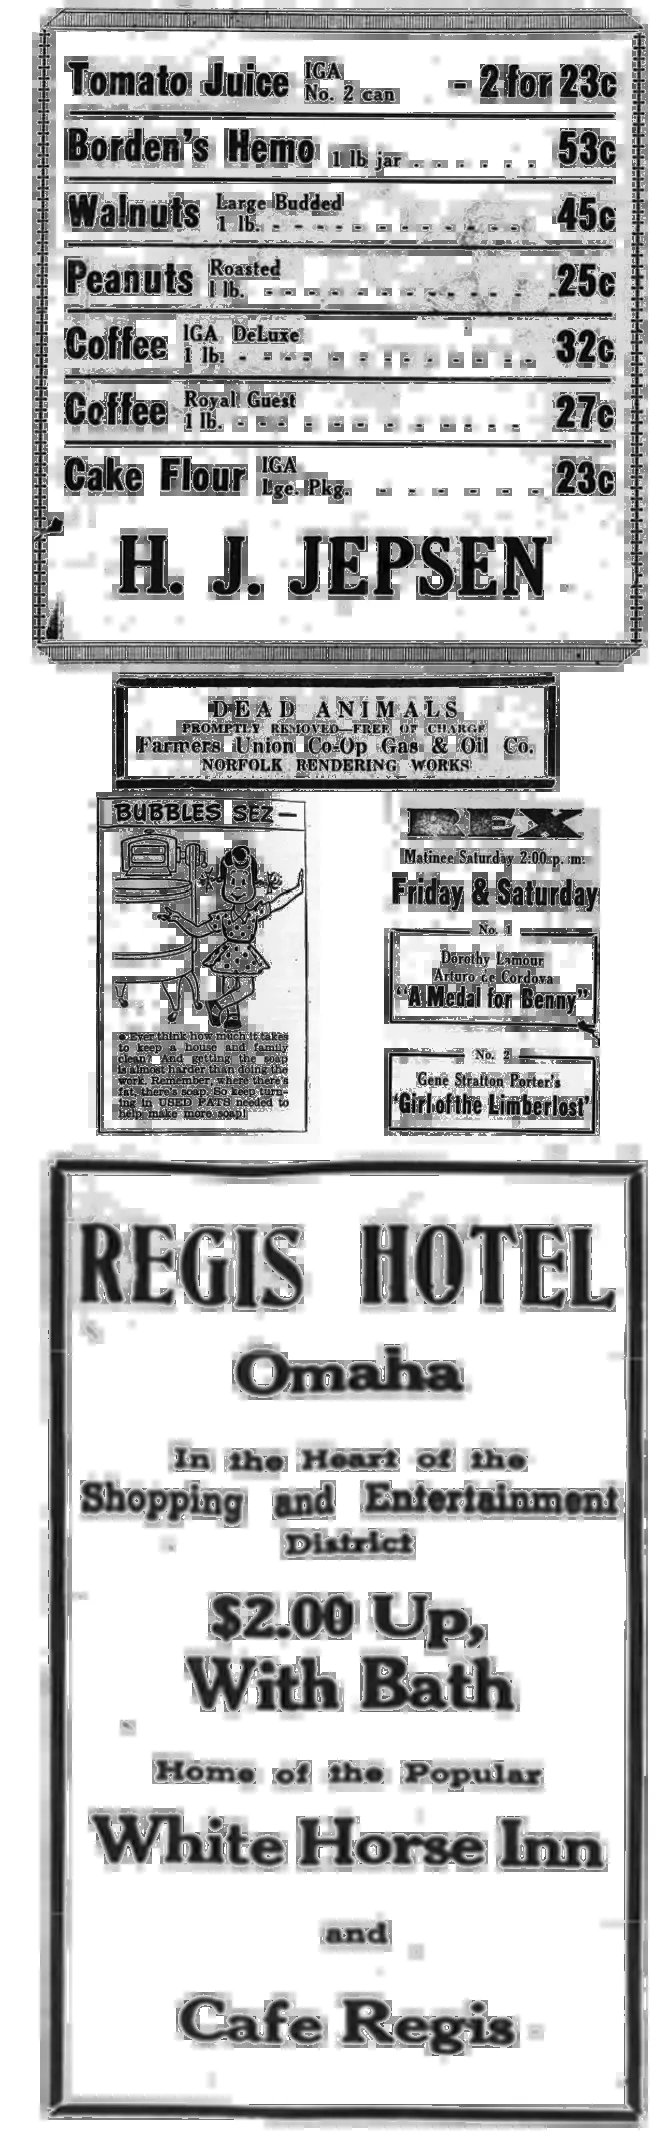 Tomato Juice IGA No. 2 can - 2 for 23c
Borden's Hemo 1 lb jar . . . . . . 53c
Walnuts Large Budded 1 lb. - - - - - - - - - - 45c
Peanuts Roasted 1 lb. - - - - - - - - - - - 25c
Coffee IGA DeLuxe 1 lb. - - - - - - - - - - - - 32c
Coffee Royal Guest 1 lb. - - - - - - - - - - - 27c
Cake Flour IGA Lge. Pkg. - - - - - - 23c
H. J. JEPSEN
DEAD ANIMALS
PROMPTLY REMOVED—FREE OF CHARGE
Farmers Union Co-Op Gas & Oil Co.
NORFOLK RENDERING WORKS
BUBBLES SEZ—
● Ever think how much it takes
to keep a house and family
clean? And getting the soap
is almost harder than doing the
work. Remember, where there's
fat, there's soap. So keep turn-
ing in USED FATS needed to
help make more soap!
REX
Matinee Saturday 2:00 p. m.
Friday & Saturday
No. 1
Dorothy Lamour
Arturo de Cordova
"A Medal for Benny"
No. 2
Gene Stratton Porter's
'Girl of the Limberlost'
REGIS HOTEL
Omaha
In the Heart of the
Shopping and Entertainment
District
$2.00 Up,
With Bath
Home of the Popular
White Horse Inn
and
Cafe Regis